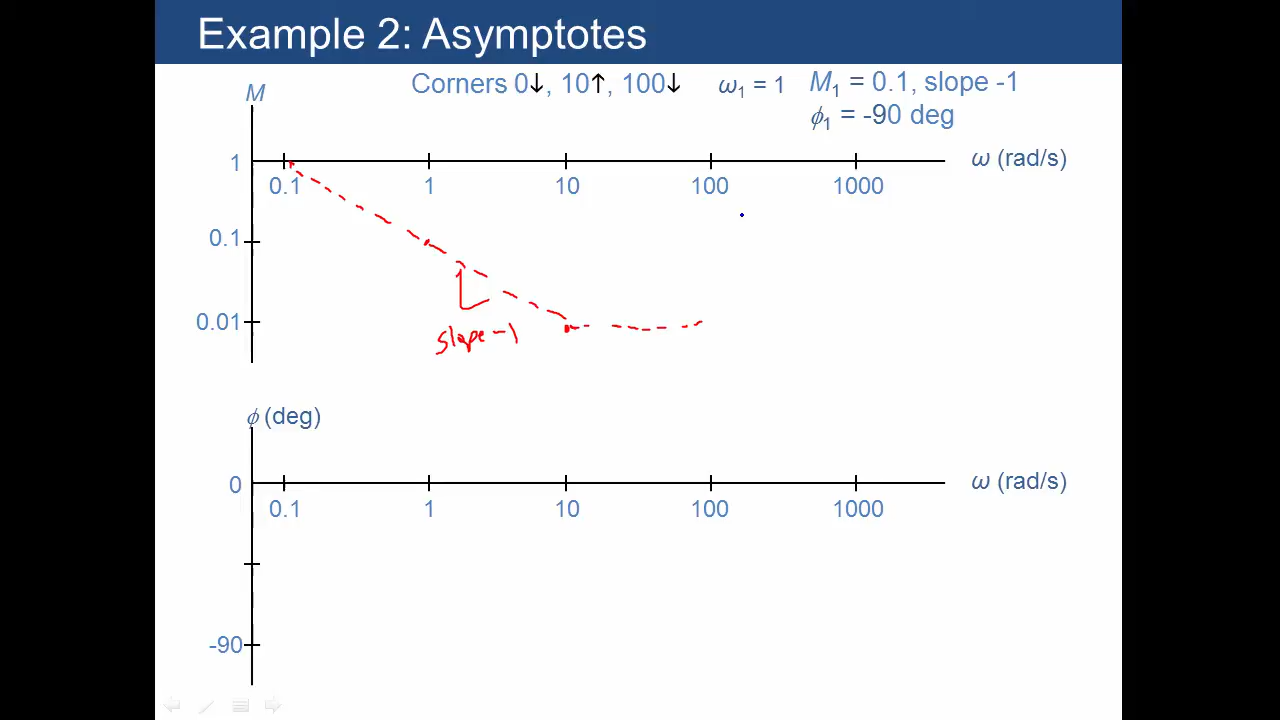 Example 2: Asymptotes
Corners 0↓, 10↑, 100↓ ω₁ = 1 M₁ = 0.1, slope -1
ϕ₁ = -90 deg
M
1
0.1 1 10 100 1000
ω (rad/s)
0.1
0.01
slope -1
ϕ (deg)
0
0.1 1 10 100 1000
ω (rad/s)
-90